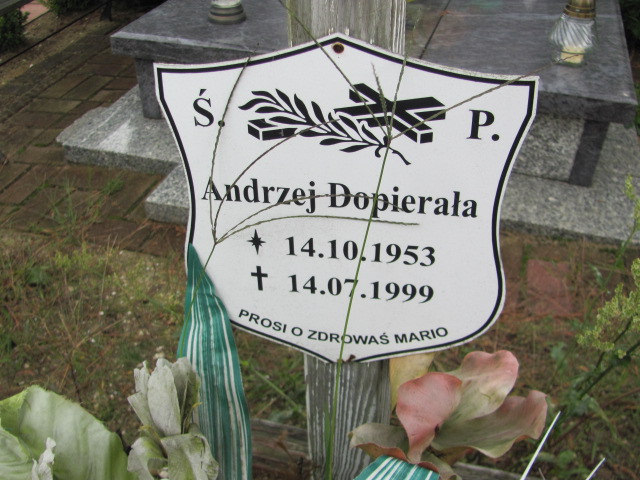 Ś. P.
Andrzej Dopierała
14.10.1953
14.07.1999
PROSI O ZDROWAŚ MARIO